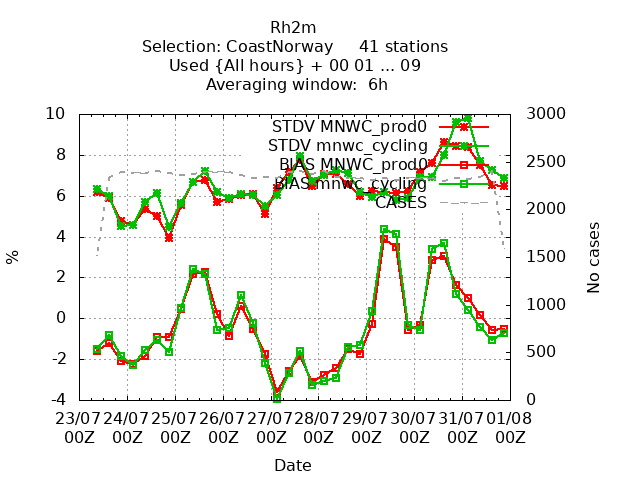 Rh2m
Selection: CoastNorway 41 stations
Used {All hours} + 00 01 ... 09
Averaging window: 6h
10 3000
STDV MNWC_prod0
STDV mnwc_cycling
8 2500
BIAS MNWC_prod0
BIAS mnwc_cycling
CASES
6 2000
4 1500
% No cases
2 1000
0
-2 500
-4 0
23/07 24/07 25/07 26/07 27/07 28/07 29/07 30/07 31/07 01/08
00Z 00Z 00Z 00Z 00Z 00Z 00Z 00Z 00Z 00Z
Date